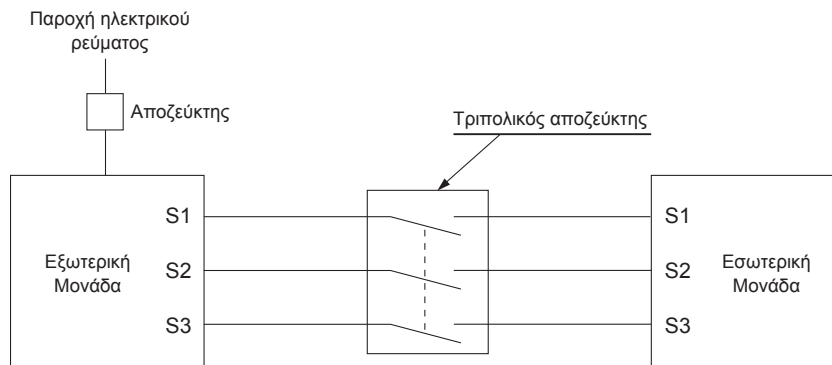 Παροχή ηλεκτρικού
ρεύματος
Αποζεύκτης
Τριπολικός αποζεύκτης
S1
S1
Εξωτερική
Μονάδα
S2
S2
Εσωτερική
Μονάδα
S3
S3